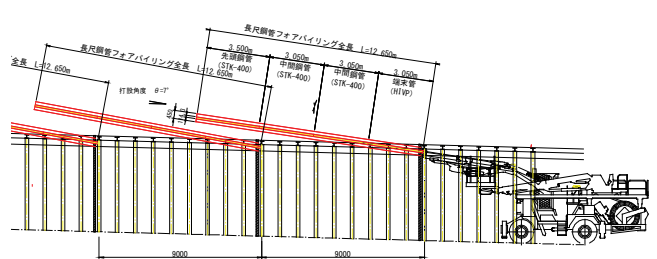 長尺鋼管フォアパイリング全長　L=12.650m
3,500m
3,050m
3,050m
3,050m
先頭鋼管
(STK-400)
中間鋼管
(STK-400)
中間鋼管
(STK-400)
端末管
(HIVP)
長尺鋼管フォアパイリング全長　L=12.650m
全長　L=12.650m
打設角度　θ=7°
450
9000
9000